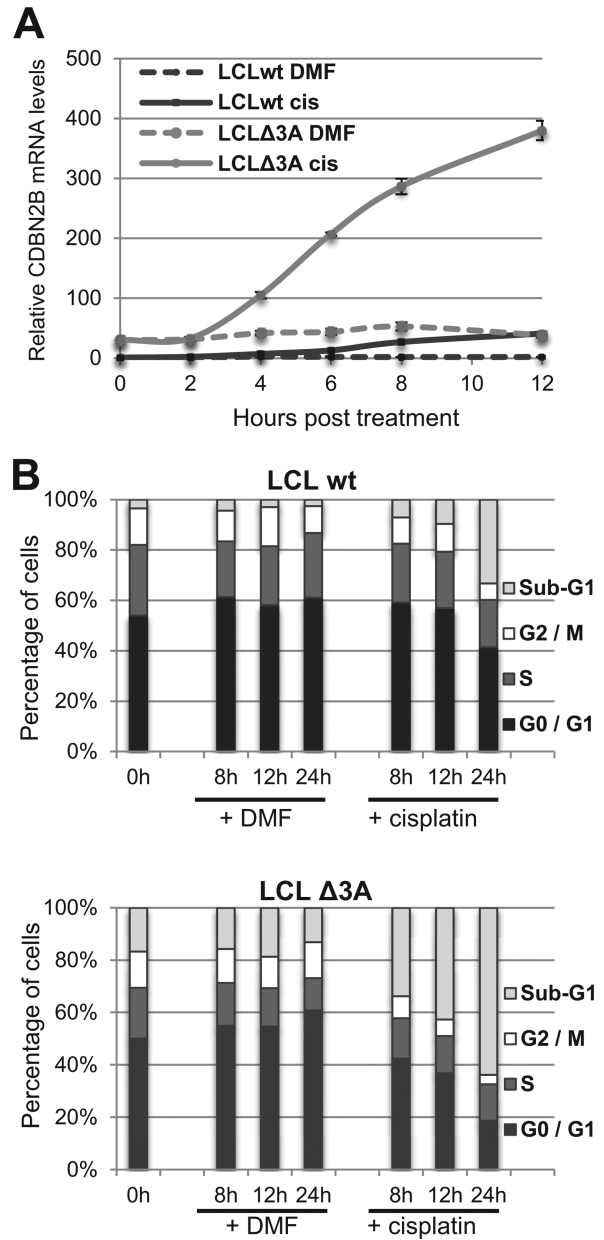 A
Relative CDBN2B mRNA levels
500
400
300
200
100
0
LCLwt DMF
LCLwt cis
LCLΔ3A DMF
LCLΔ3A cis
0 2 4 6 8 10 12
Hours post treatment
B
LCL wt
Percentage of cells
100%
80%
60%
40%
20%
0%
Sub-G1
G2 / M
S
G0 / G1
0h 8h 12h 24h 8h 12h 24h
+ DMF + cisplatin
LCL Δ3A
Percentage of cells
100%
80%
60%
40%
20%
0%
Sub-G1
G2 / M
S
G0 / G1
0h 8h 12h 24h 8h 12h 24h
+ DMF + cisplatin